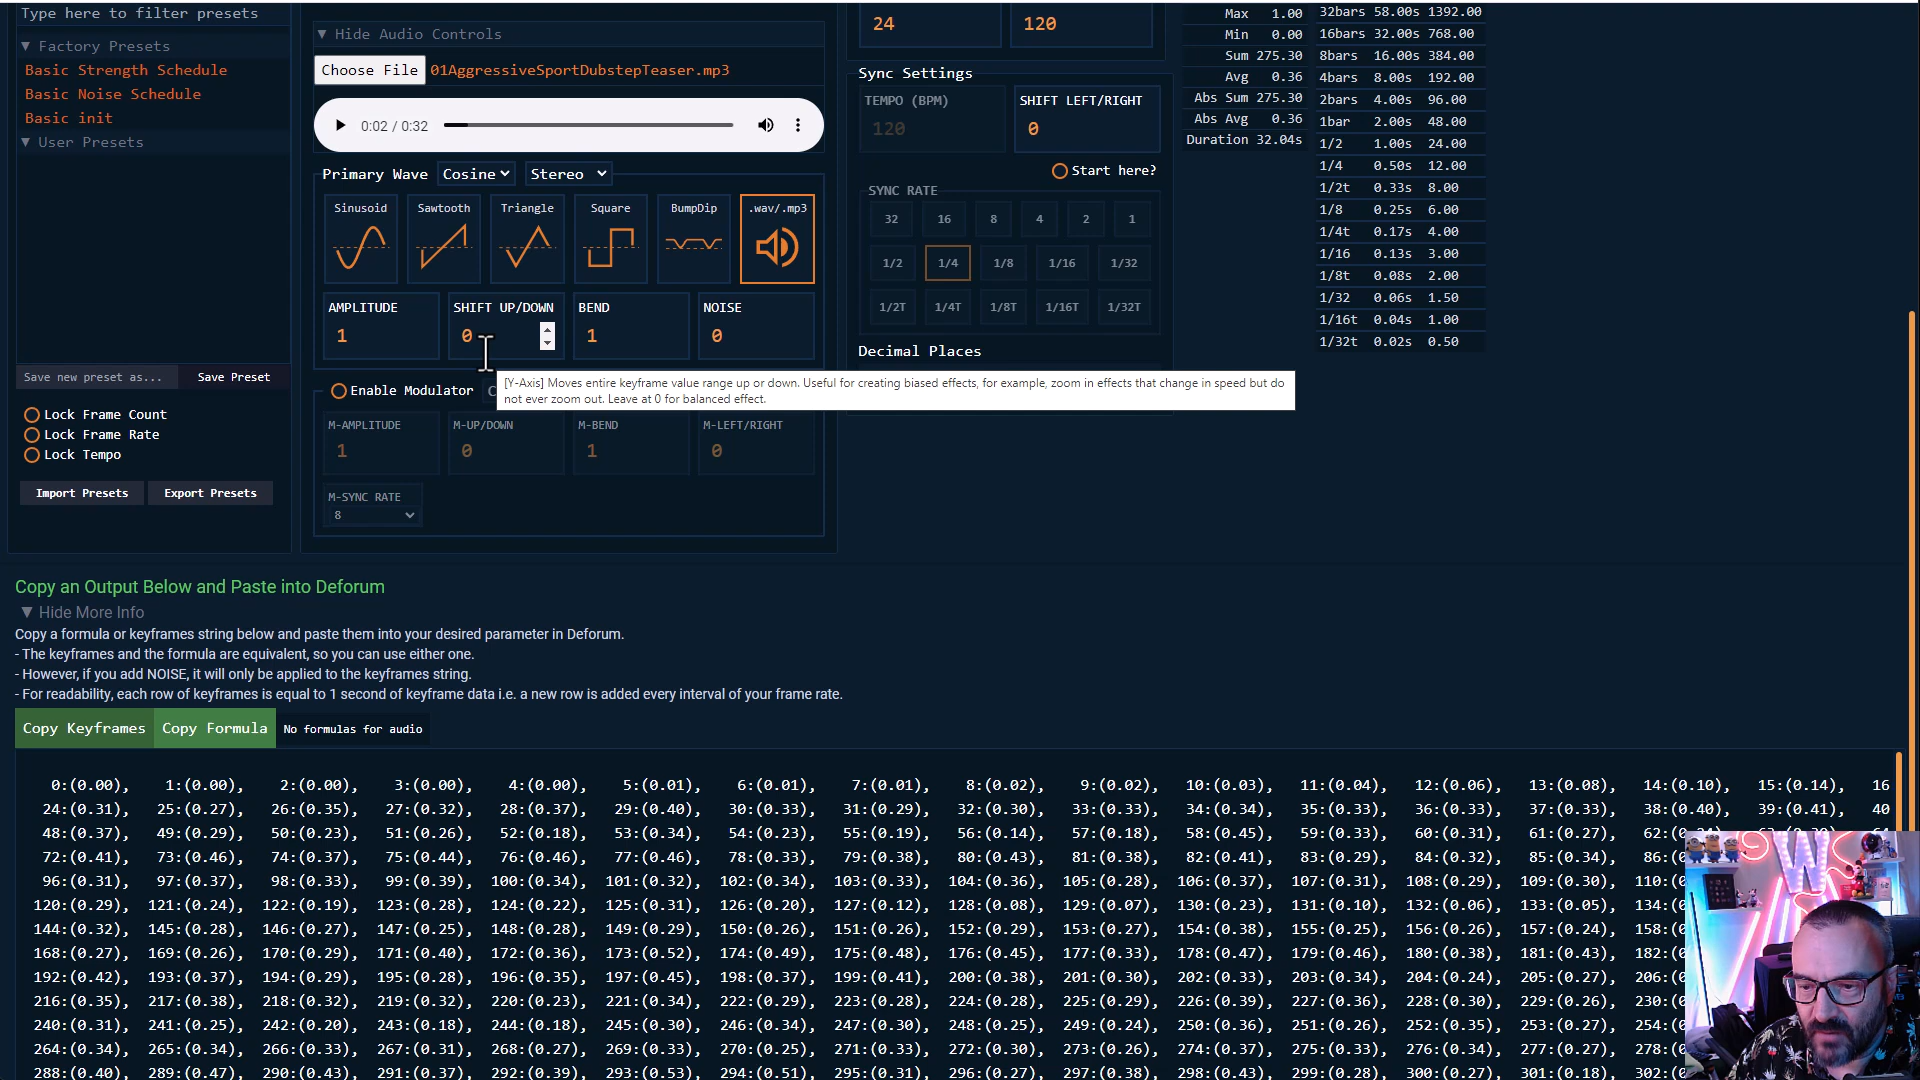 Type here to filter presets
▼ Factory Presets
Basic Strength Schedule
Basic Noise Schedule
Basic init
▼ User Presets
Save new preset as...
Save Preset
Lock Frame Count
Lock Frame Rate
Lock Tempo
Import Presets
Export Presets
▼ Hide Audio Controls
Choose File 01AggressiveSportDubstepTeaser.mp3
0:02 / 0:32
Primary Wave Cosine Stereo
Sinusoid Sawtooth Triangle Square BumpDip .wav/.mp3
AMPLITUDE SHIFT UP/DOWN BEND NOISE
1 0 1 0
Enable Modulator
[Y-Axis] Moves entire keyframe value range up or down. Useful for creating biased effects, for example, zoom in effects that change in speed but do
not ever zoom out. Leave at 0 for balanced effect.
M-AMPLITUDE M-UP/DOWN M-BEND M-LEFT/RIGHT
1 0 1 0
M-SYNC RATE
8
24 120
Sync Settings
TEMPO (BPM) SHIFT LEFT/RIGHT
120 0
Start here?
SYNC RATE
32 16 8 4 2 1
1/2 1/4 1/8 1/16 1/32
1/2T 1/4T 1/8T 1/16T 1/32T
Decimal Places
Max 1.00
Min 0.00
Sum 275.30
Avg 0.36
Abs Sum 275.30
Abs Avg 0.36
Duration 32.04s
32bars 58.00s 1392.00
16bars 32.00s 768.00
8bars 16.00s 384.00
4bars 8.00s 192.00
2bars 4.00s 96.00
1bar 2.00s 48.00
1/2 1.00s 24.00
1/4 0.50s 12.00
1/2t 0.33s 8.00
1/8 0.25s 6.00
1/4t 0.17s 4.00
1/16 0.13s 3.00
1/8t 0.08s 2.00
1/32 0.06s 1.50
1/16t 0.04s 1.00
1/32t 0.02s 0.50
Copy an Output Below and Paste into Deforum
▼ Hide More Info
Copy a formula or keyframes string below and paste them into your desired parameter in Deforum.
- The keyframes and the formula are equivalent, so you can use either one.
- However, if you add NOISE, it will only be applied to the keyframes string.
- For readability, each row of keyframes is equal to 1 second of keyframe data i.e. a new row is added every interval of your frame rate.
Copy Keyframes Copy Formula No formulas for audio
0:(0.00), 1:(0.00), 2:(0.00), 3:(0.00), 4:(0.00), 5:(0.01), 6:(0.01), 7:(0.01), 8:(0.02), 9:(0.02), 10:(0.03), 11:(0.04), 12:(0.06), 13:(0.08), 14:(0.10), 15:(0.14), 16
24:(0.31), 25:(0.27), 26:(0.35), 27:(0.32), 28:(0.37), 29:(0.40), 30:(0.33), 31:(0.29), 32:(0.30), 33:(0.33), 34:(0.34), 35:(0.33), 36:(0.33), 37:(0.33), 38:(0.40), 39:(0.41), 40
48:(0.37), 49:(0.29), 50:(0.23), 51:(0.26), 52:(0.18), 53:(0.34), 54:(0.23), 55:(0.19), 56:(0.14), 57:(0.18), 58:(0.45), 59:(0.33), 60:(0.31), 61:(0.27),
72:(0.41), 73:(0.46), 74:(0.37), 75:(0.44), 76:(0.46), 77:(0.46), 78:(0.33), 79:(0.38), 80:(0.43), 81:(0.38), 82:(0.41), 83:(0.29), 84:(0.32), 85:(0.34), 86:(
96:(0.31), 97:(0.37), 98:(0.33), 99:(0.39), 100:(0.34), 101:(0.32), 102:(0.34), 103:(0.33), 104:(0.36), 105:(0.28), 106:(0.37), 107:(0.31), 108:(0.29), 109:(0.30), 110:(
120:(0.29), 121:(0.24), 122:(0.19), 123:(0.28), 124:(0.22), 125:(0.31), 126:(0.20), 127:(0.12), 128:(0.08), 129:(0.07), 130:(0.23), 131:(0.10), 132:(0.06), 133:(0.05), 134:(
144:(0.32), 145:(0.28), 146:(0.27), 147:(0.25), 148:(0.28), 149:(0.29), 150:(0.26), 151:(0.26), 152:(0.29), 153:(0.27), 154:(0.38), 155:(0.25), 156:(0.26), 157:(0.24), 158:(
168:(0.27), 169:(0.26), 170:(0.29), 171:(0.40), 172:(0.36), 173:(0.52), 174:(0.49), 175:(0.48), 176:(0.45), 177:(0.33), 178:(0.47), 179:(0.46), 180:(0.38), 181:(0.43), 182:(
192:(0.42), 193:(0.37), 194:(0.29), 195:(0.28), 196:(0.35), 197:(0.45), 198:(0.37), 199:(0.41), 200:(0.38), 201:(0.30), 202:(0.33), 203:(0.34), 204:(0.24), 205:(0.27), 206:(
216:(0.35), 217:(0.38), 218:(0.32), 219:(0.32), 220:(0.23), 221:(0.34), 222:(0.29), 223:(0.28), 224:(0.28), 225:(0.29), 226:(0.39), 227:(0.36), 228:(0.30), 229:(0.26), 230:(
240:(0.31), 241:(0.25), 242:(0.20), 243:(0.18), 244:(0.18), 245:(0.30), 246:(0.34), 247:(0.30), 248:(0.25), 249:(0.24), 250:(0.36), 251:(0.26), 252:(0.35), 253:(0.27), 254:(
264:(0.34), 265:(0.34), 266:(0.33), 267:(0.31), 268:(0.27), 269:(0.33), 270:(0.25), 271:(0.33), 272:(0.30), 273:(0.26), 274:(0.37), 275:(0.33), 276:(0.34), 277:(0.27), 278:(
288:(0.40), 289:(0.47), 290:(0.43), 291:(0.37), 292:(0.39), 293:(0.53), 294:(0.51), 295:(0.31), 296:(0.27), 297:(0.38), 298:(0.43), 299:(0.28), 300:(0.27), 301:(0.18), 302:(
W